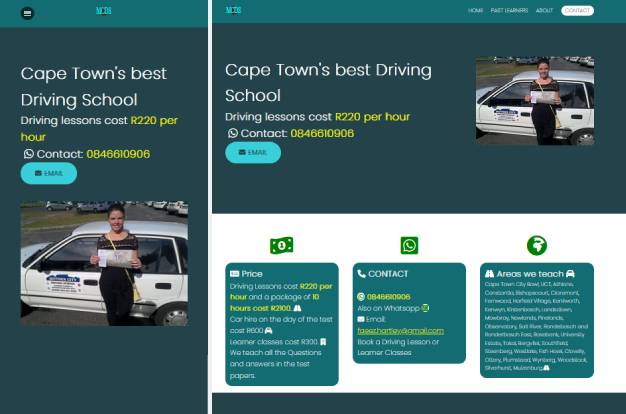 MDS
Cape Town's best
Driving School
Driving lessons cost R220 per
hour
Contact: 0846610906
EMAIL
MDS
HOME PAST LEARNERS ABOUT CONTACT
Cape Town's best Driving
School
Driving lessons cost R220 per hour
Contact: 0846610906
EMAIL
Price
Driving Lessons cost R220 per
hour and a package of 10
hours cost R2100.
Car hire on the day of the test
cost R600
Learner classes cost R300.
We teach all the Questions
and answers in the test
papers.
CONTACT
0846610906
Also on Whatsapp
Email:
faeezhartley@gmail.com
Book a Driving Lesson or
Learner Classes
Areas we teach
Cape Town City Bowl, UCT, Athlone,
Constantia, Bishopscourt, Claremont,
Fernwood, Harfield Village, Kenilworth,
Kenwyn, Kirstenbosch, Lansdowne,
Mowbray, Newlands, Pinelands,
Observatory, Salt River, Rondebosch and
Rondebosch East, Rosebank, University
Estate, Tokai, Bergvliet, Southfield,
Steenberg, Westlake, Fish Hoek, Clovelly,
Ottery, Plumstead, Wynberg, Woodstock,
Silverhurst, Muizenburg